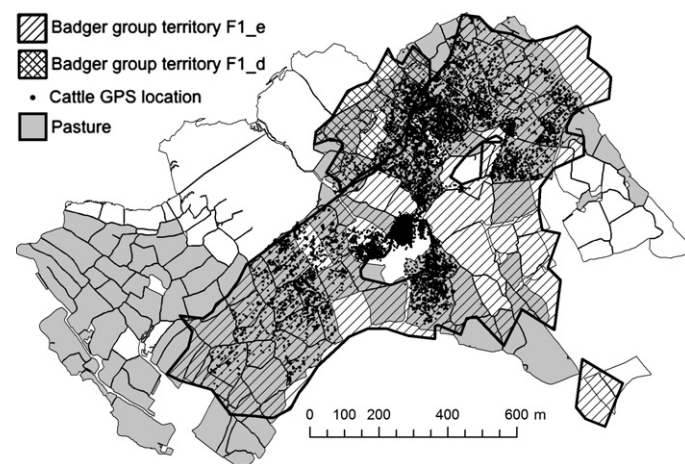 Badger group territory F1_e
Badger group territory F1_d
Cattle GPS location
Pasture
0 100 200 400 600 m